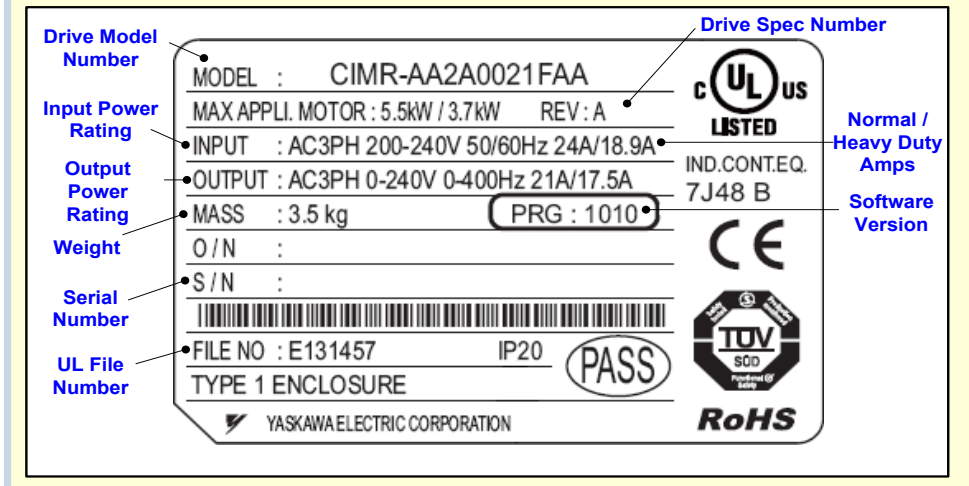 Drive Spec Number
Drive Model
Number
MODEL : CIMR-AA2A0021FAA
MAX APPLI. MOTOR : 5.5kW / 3.7kW REV : A
Input Power
Rating
INPUT : AC3PH 200-240V 50/60Hz 24A/18.9A
Normal /
Heavy Duty
Amps
Output
Power
Rating
OUTPUT : AC3PH 0-240V 0-400Hz 21A/17.5A
MASS : 3.5 kg PRG : 1010
Software
Version
Weight
O / N :
S / N :
Serial
Number
FILE NO : E131457 IP20
UL File
Number
TYPE 1 ENCLOSURE
PASS
YASKAWA ELECTRIC CORPORATION
C UL US
LISTED
IND.CONT.EQ.
7J48 B
CE
TÜV
SÜD
Functional
Safety
RoHS